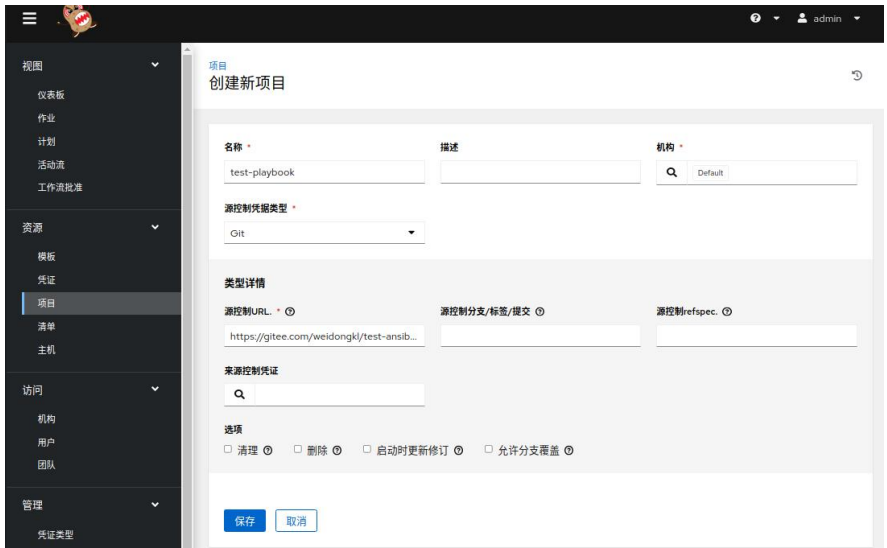 admin
视图
仪表板
作业
计划
活动流
工作流批准
资源
模板
凭证
项目
清单
主机
访问
机构
用户
团队
管理
凭证类型
项目
创建新项目
名称 *
描述
机构 *
test-playbook
Default
源控制凭据类型 *
Git
类型详情
源控制URL. *
源控制分支/标签/提交
源控制refspec.
https://gitee.com/weidongkl/test-ansib...
来源控制凭证
选项
清理
删除
启动时更新修订
允许分支覆盖
保存
取消